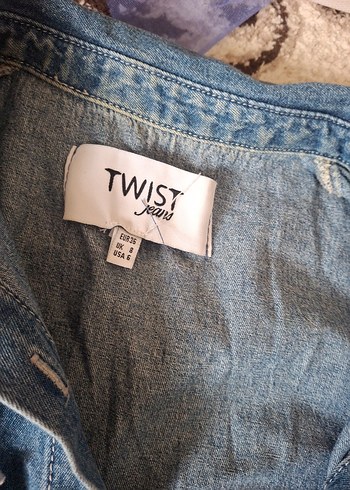 TWIST
jeans
EUR 36
UK 8
USA 6